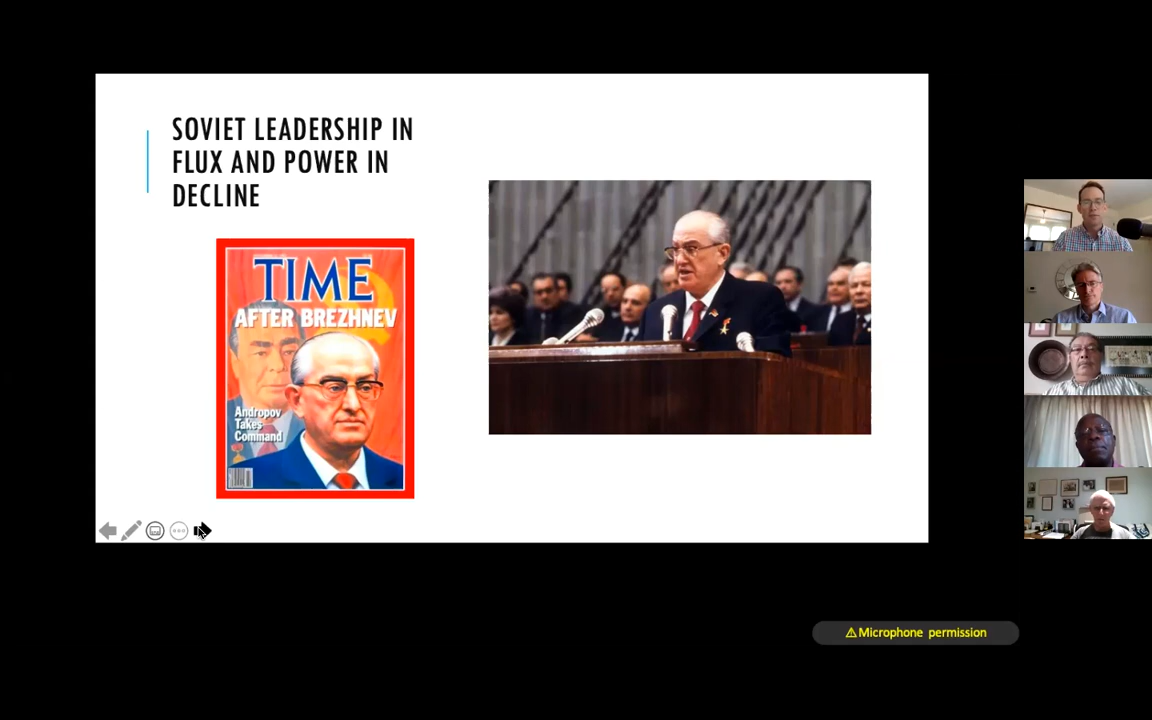 SOVIET LEADERSHIP IN
FLUX AND POWER IN
DECLINE
TIME
AFTER BREZHNEV
Andropov
Takes
Command
⚠Microphone permission